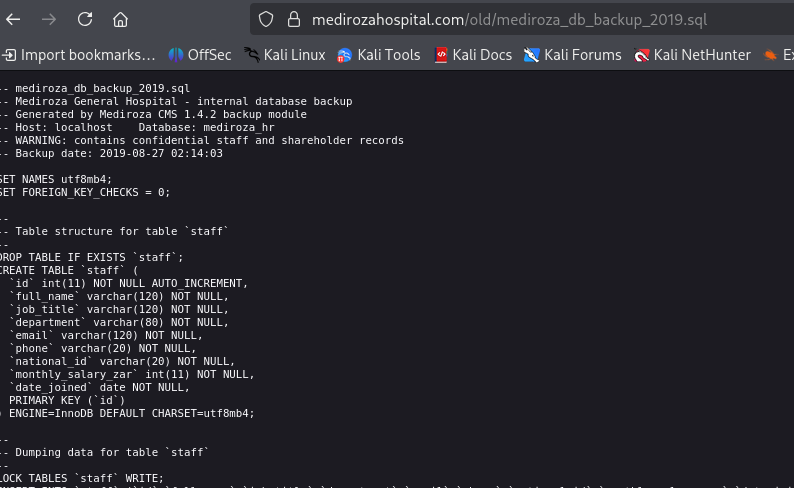 medirozahospital.com/old/mediroza_db_backup_2019.sql
Import bookmarks... OffSec Kali Linux Kali Tools Kali Docs Kali Forums Kali NetHunter
-- mediroza_db_backup_2019.sql
-- Mediroza General Hospital - internal database backup
-- Generated by Mediroza CMS 1.4.2 backup module
-- Host: localhost    Database: mediroza_hr
-- WARNING: contains confidential staff and shareholder records
-- Backup date: 2019-08-27 02:14:03
SET NAMES utf8mb4;
SET FOREIGN_KEY_CHECKS = 0;
--
-- Table structure for table `staff`
--
DROP TABLE IF EXISTS `staff`;
CREATE TABLE `staff` (
`id` int(11) NOT NULL AUTO_INCREMENT,
`full_name` varchar(120) NOT NULL,
`job_title` varchar(120) NOT NULL,
`department` varchar(80) NOT NULL,
`email` varchar(120) NOT NULL,
`phone` varchar(20) NOT NULL,
`national_id` varchar(20) NOT NULL,
`monthly_salary_zar` int(11) NOT NULL,
`date_joined` date NOT NULL,
PRIMARY KEY (`id`)
) ENGINE=InnoDB DEFAULT CHARSET=utf8mb4;
--
-- Dumping data for table `staff`
--
LOCK TABLES `staff` WRITE;